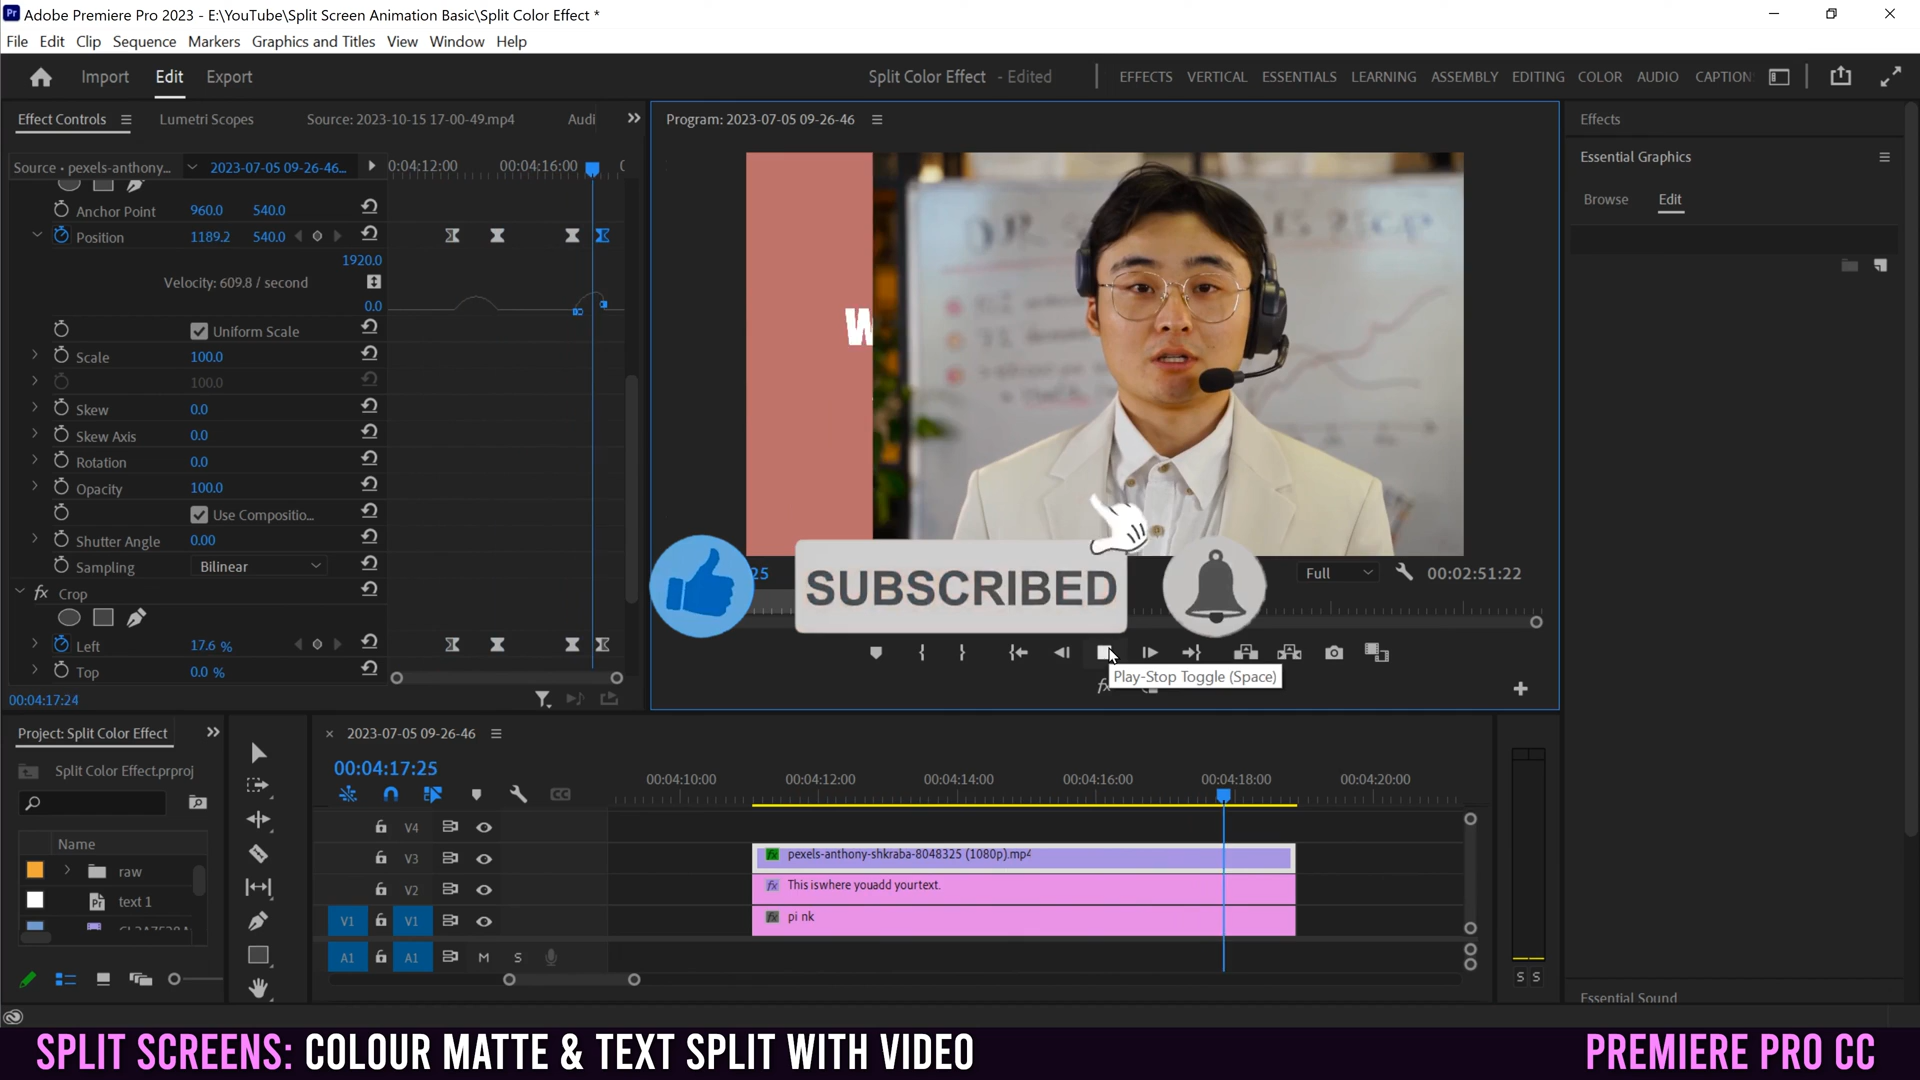 Adobe Premiere Pro 2023 - E:\YouTube\Split Screen Animation Basic\Split Color Effect *
File Edit Clip Sequence Markers Graphics and Titles View Window Help
Import Edit Export
Split Color Effect - Edited
EFFECTS VERTICAL ESSENTIALS LEARNING ASSEMBLY EDITING COLOR AUDIO CAPTION
Effect Controls Lumetri Scopes Source: 2023-10-15 17-00-49.mp4 Audi
Source • pexels-anthony... 2023-07-05 09-26-46...
0:04:12:00 00:04:16:00
Anchor Point 960.0 540.0
Position 1189.2 540.0
1920.0
Velocity: 609.8 / second
0.0
Uniform Scale
Scale 100.0
100.0
Skew 0.0
Skew Axis 0.0
Rotation 0.0
Opacity 100.0
Use Compositio...
Shutter Angle 0.00
Sampling Bilinear
fx Crop
Left 17.6 %
Top 0.0 %
00:04:17:24
Program: 2023-07-05 09-26-46
W
SUBSCRIBED
25
Full
00:02:51:22
Play-Stop Toggle (Space)
fx
Effects
Essential Graphics
Browse Edit
Essential Sound
Project: Split Color Effect
Split Color Effect.prproj
Name
raw
text 1
2023-07-05 09-26-46
00:04:17:25
00:04:10:00 00:04:12:00 00:04:14:00 00:04:16:00 00:04:18:00 00:04:20:00
V4
V3 fx pexels-anthony-shkraba-8048325 (1080p).mp4
V2 fx This iswhere youadd yourtext.
V1 V1 fx pi nk
A1 A1 M S
S S
SPLIT SCREENS: COLOUR MATTE & TEXT SPLIT WITH VIDEO
PREMIERE PRO CC